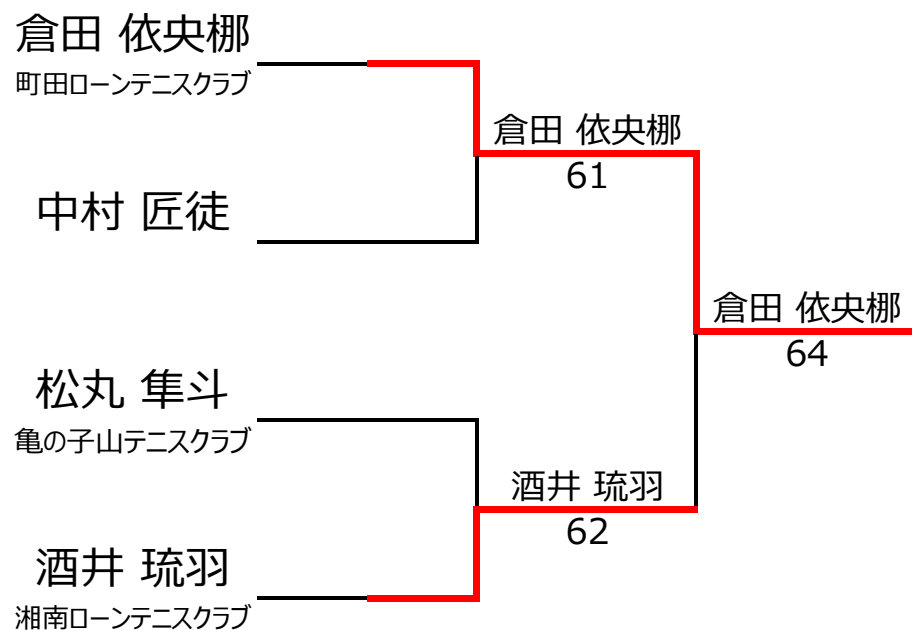 倉田 依央梛
町田ローンテニスクラブ
倉田 依央梛
61
中村 匠徒
倉田 依央梛
64
松丸 隼斗
亀の子山テニスクラブ
酒井 琉羽
62
酒井 琉羽
湘南ローンテニスクラブ